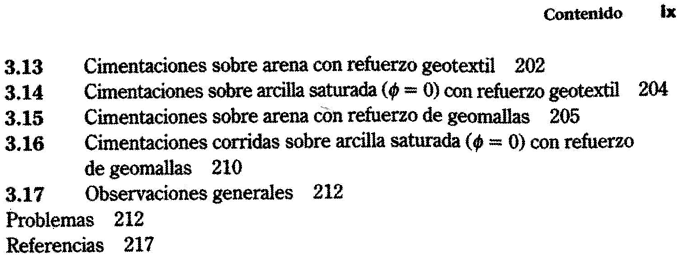 Contenido ix
3.13 Cimentaciones sobre arena con refuerzo geotextil 202
3.14 Cimentaciones sobre arcilla saturada (ϕ = 0) con refuerzo geotextil 204
3.15 Cimentaciones sobre arena con refuerzo de geomallas 205
3.16 Cimentaciones corridas sobre arcilla saturada (ϕ = 0) con refuerzo
de geomallas 210
3.17 Observaciones generales 212
Problemas 212
Referencias 217